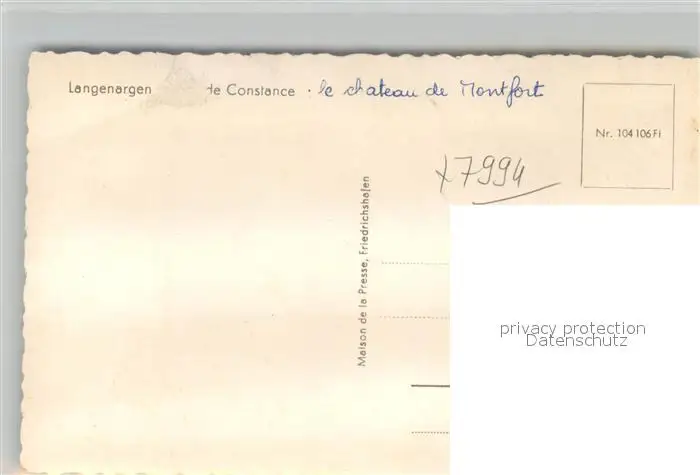 Langenargen de Constance · le chateau de Montfort
Nr. 104 106 Fi
x7994
Maison de la Presse, Friedrichshafen
privacy protection
Datenschutz